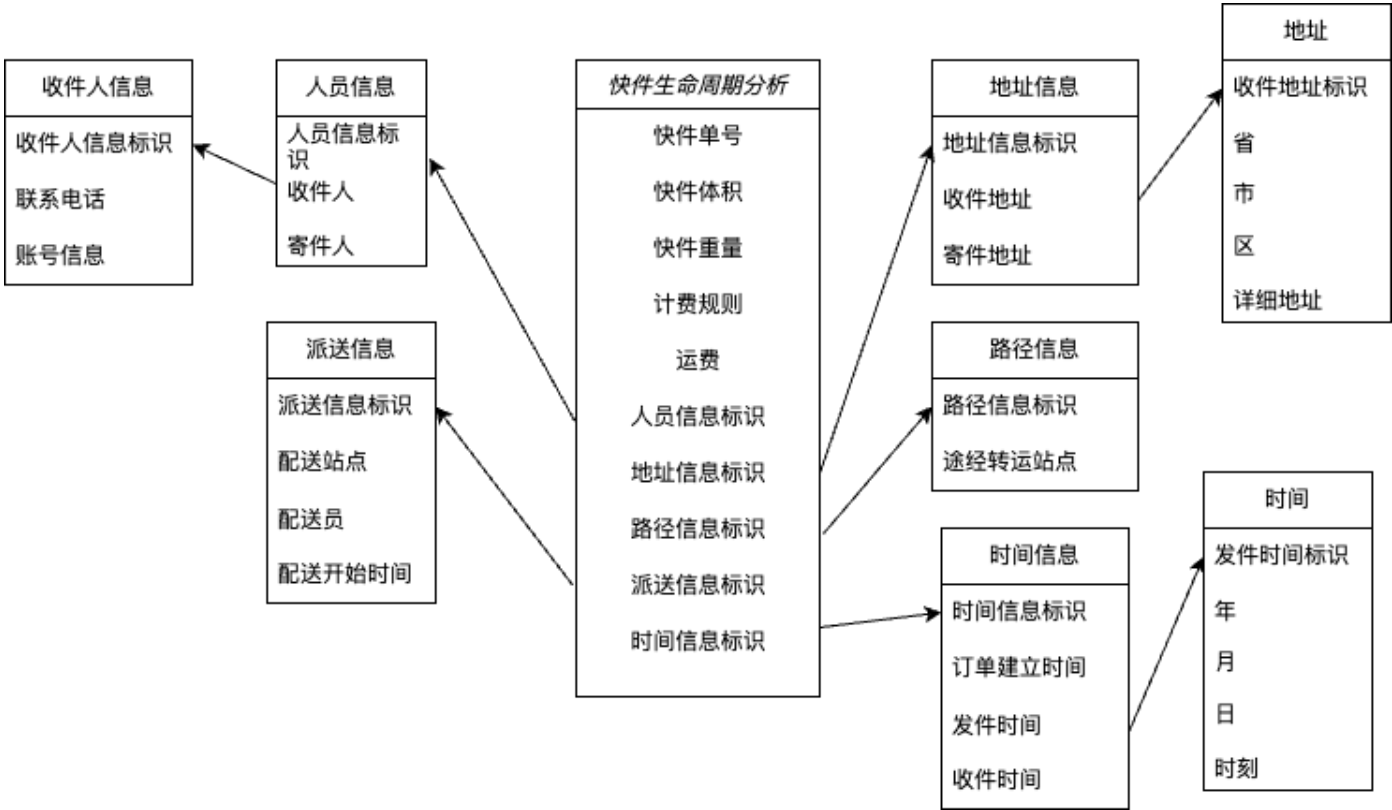 收件人信息
收件人信息标识
联系电话
账号信息
人员信息
人员信息标
识
收件人
寄件人
派送信息
派送信息标识
配送站点
配送员
配送开始时间
快件生命周期分析
快件单号
快件体积
快件重量
计费规则
运费
人员信息标识
地址信息标识
路径信息标识
派送信息标识
时间信息标识
地址信息
地址信息标识
收件地址
寄件地址
路径信息
路径信息标识
途经转运站点
时间信息
时间信息标识
订单建立时间
发件时间
收件时间
地址
收件地址标识
省
市
区
详细地址
时间
发件时间标识
年
月
日
时刻